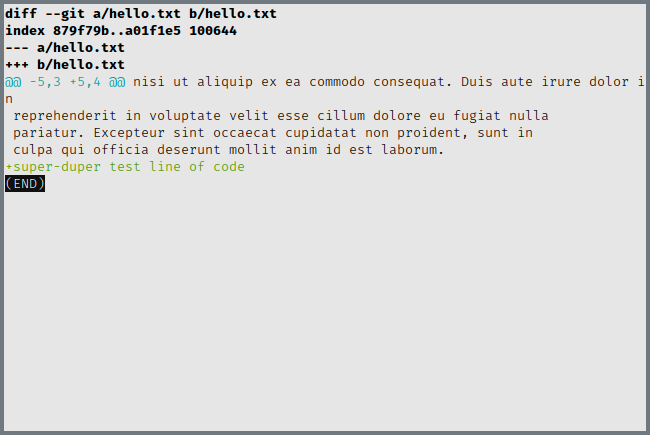 diff --git a/hello.txt b/hello.txt
index 879f79b..a01f1e5 100644
--- a/hello.txt
+++ b/hello.txt
@@ -5,3 +5,4 @@ nisi ut aliquip ex ea commodo consequat. Duis aute irure dolor i
n
 reprehenderit in voluptate velit esse cillum dolore eu fugiat nulla
 pariatur. Excepteur sint occaecat cupidatat non proident, sunt in
 culpa qui officia deserunt mollit anim id est laborum.
+super-duper test line of code
(END)